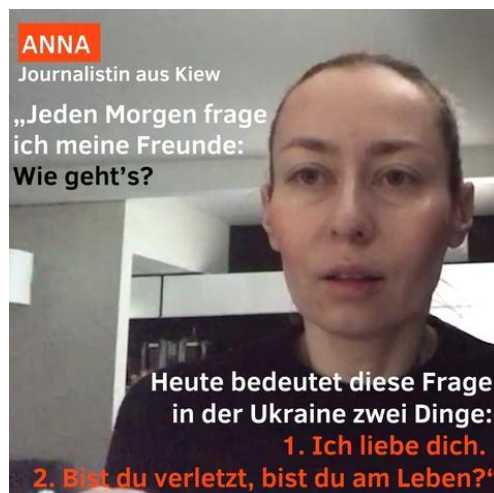 ANNA
Journalistin aus Kiew
„Jeden Morgen frage
ich meine Freunde:
Wie geht’s?
Heute bedeutet diese Frage
in der Ukraine zwei Dinge:
1. Ich liebe dich.
2. Bist du verletzt, bist du am Leben?“